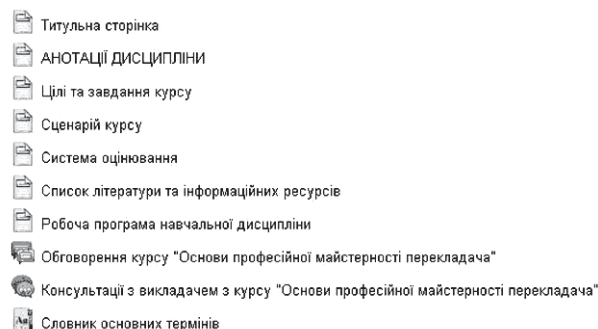 Титульна сторінка
АНОТАЦІЇ ДИСЦИПЛІНИ
Цілі та завдання курсу
Сценарій курсу
Система оцінювання
Список літератури та інформаційних ресурсів
Робоча програма навчальної дисципліни
Обговорення курсу "Основи професійної майстерності перекладача"
Консультації з викладачем з курсу "Основи професійної майстерності перекладача"
Словник основних термінів